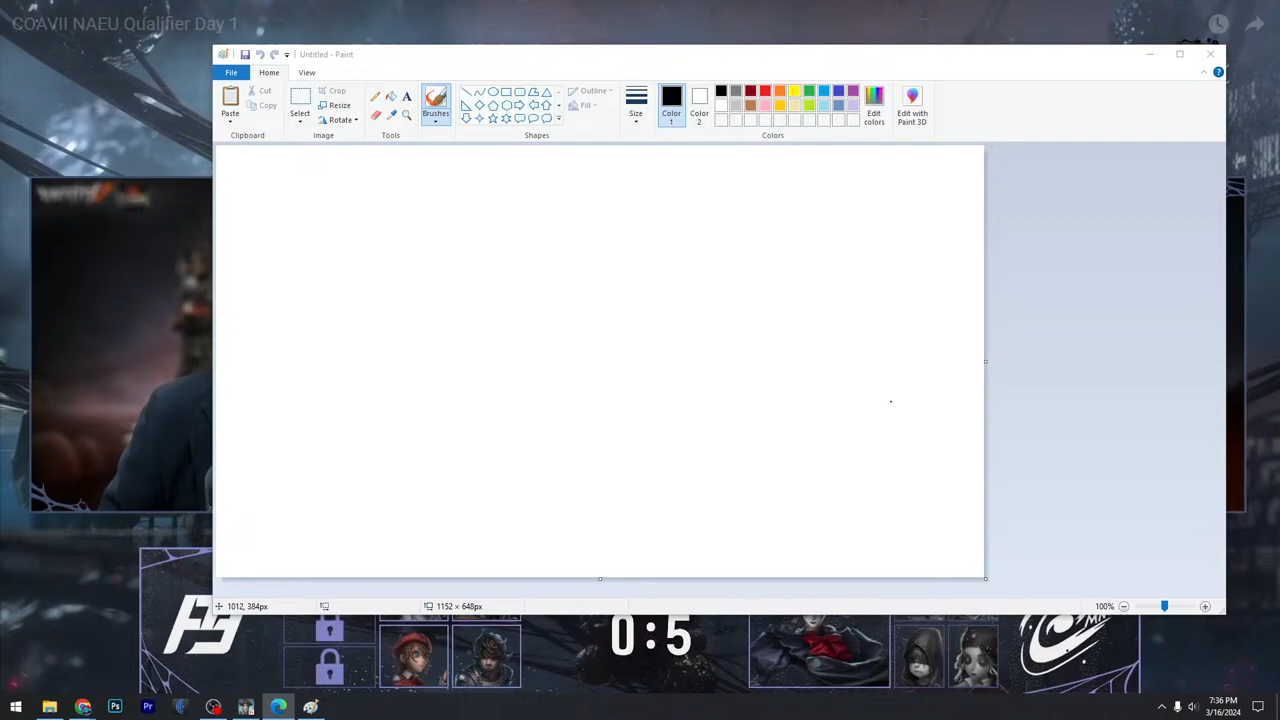 COAVII NAEU Qualifier Day 1
Untitled - Paint
File Home View
Paste
Cut
Copy
Clipboard
Select
Crop
Resize
Rotate
Image
A
Tools
Brushes
Outline
Fill
Shapes
Size
Color 1
Color 2
Edit colors
Colors
Edit with Paint 3D
1012, 384px
1152 × 648px
100%
0:5
Ps
Pr
7:36 PM
3/16/2024